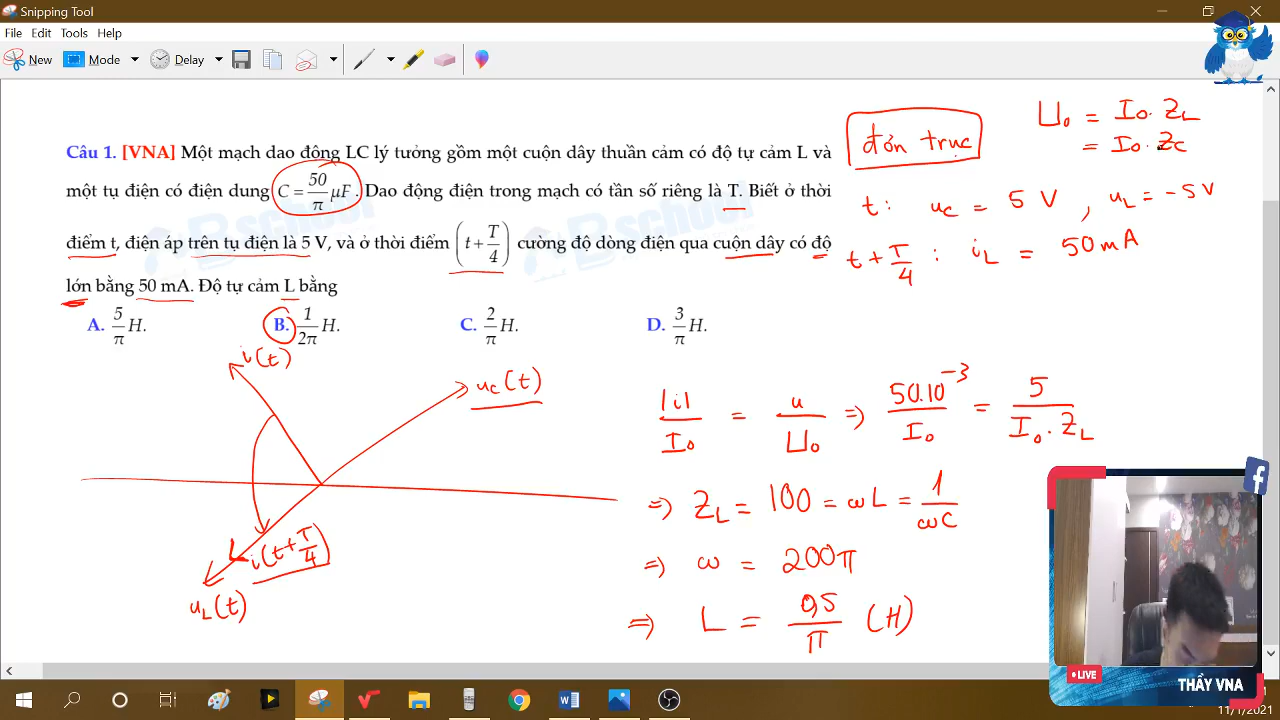 Snipping Tool
File Edit Tools Help
New Mode Delay
Câu 1. [VNA] Một mạch dao động LC lý tưởng gồm một cuộn dây thuần cảm có độ tự cảm L và
một tụ điện có điện dung C = 50/π μF. Dao động điện trong mạch có tần số riêng là T. Biết ở thời
điểm t, điện áp trên tụ điện là 5 V, và ở thời điểm (t + T/4) cường độ dòng điện qua cuộn dây có độ
lớn bằng 50 mA. Độ tự cảm L bằng
A. 5/π H. B. 1/2π H. C. 2/π H. D. 3/π H.
đơn trục
U₀ = I₀. Z_L
= I₀. Z_C
t: u_C = 5 V, u_L = -5 V
t + T/4 : i_L = 50 mA
i(t)
u_C(t)
i(t+T/4)
u_L(t)
|i|/I₀ = u/U₀ => 50.10⁻³/I₀ = 5/I₀.Z_L
=> Z_L = 100 = ωL = 1/ωC
=> ω = 200π
=> L = 0,5/π (H)
LIVE
THẦY VNA
11/1/2021